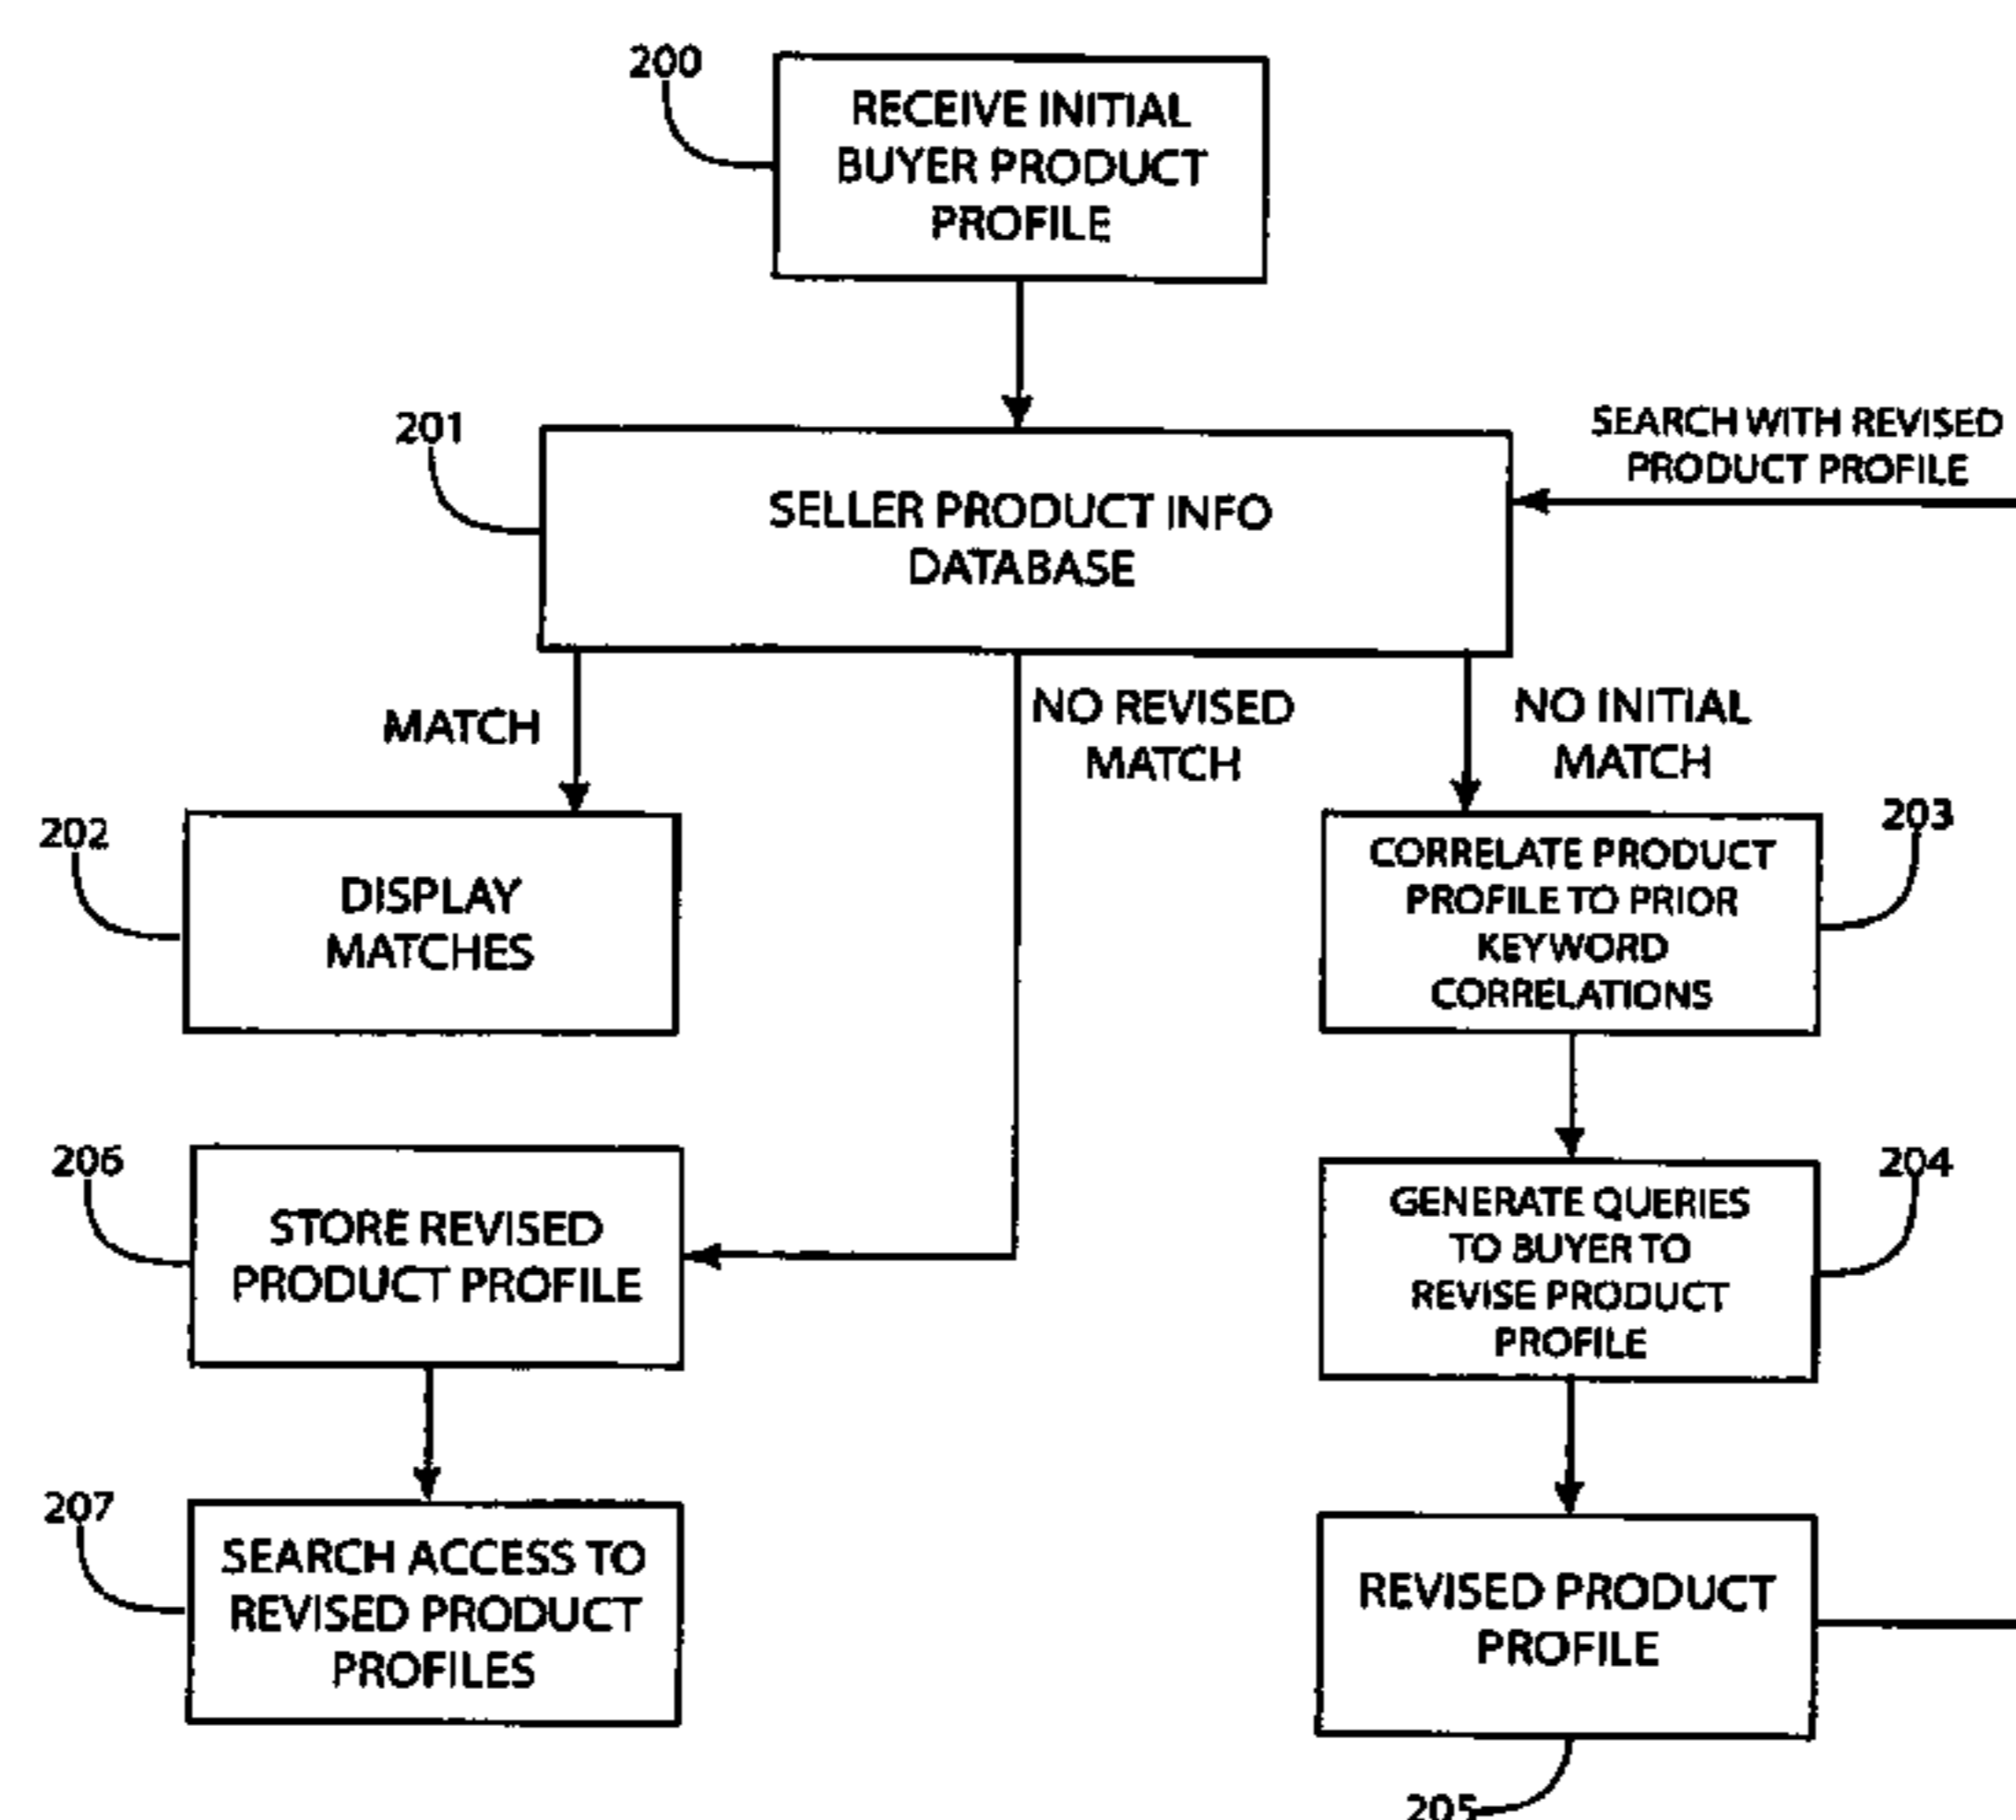 200
RECEIVE INITIAL
BUYER PRODUCT
PROFILE
201
SELLER PRODUCT INFO
DATABASE
SEARCH WITH REVISED
PRODUCT PROFILE
MATCH
NO REVISED
MATCH
NO INITIAL
MATCH
202
DISPLAY
MATCHES
203
CORRELATE PRODUCT
PROFILE TO PRIOR
KEYWORD
CORRELATIONS
206
STORE REVISED
PRODUCT PROFILE
204
GENERATE QUERIES
TO BUYER TO
REVISE PRODUCT
PROFILE
207
SEARCH ACCESS TO
REVISED PRODUCT
PROFILES
REVISED PRODUCT
PROFILE
205